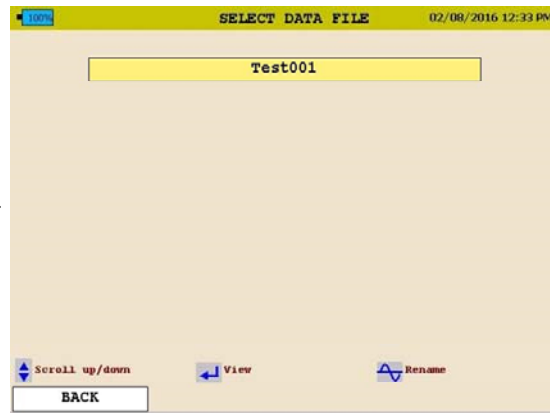 100% SELECT DATA FILE 02/08/2016 12:33 PM
Test001
Scroll up/down View Rename
BACK